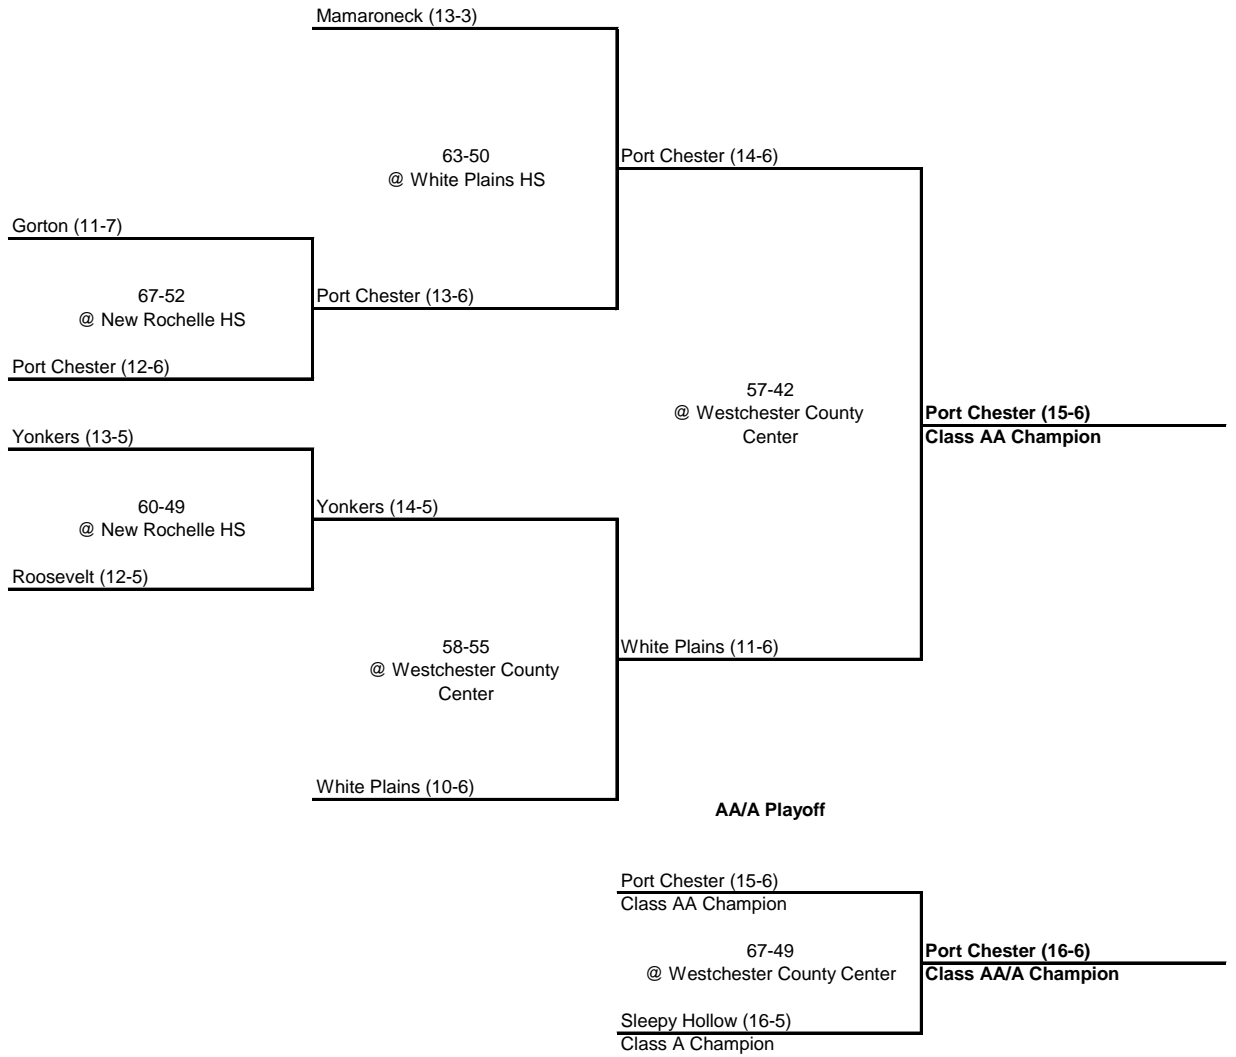 Mamaroneck (13-3)
63-50
@ White Plains HS
Port Chester (14-6)
Gorton (11-7)
67-52
@ New Rochelle HS
Port Chester (13-6)
Port Chester (12-6)
57-42
@ Westchester County
Center
Port Chester (15-6)
Class AA Champion
Yonkers (13-5)
60-49
@ New Rochelle HS
Yonkers (14-5)
Roosevelt (12-5)
58-55
@ Westchester County
Center
White Plains (11-6)
White Plains (10-6)
AA/A Playoff
Port Chester (15-6)
Class AA Champion
67-49
@ Westchester County Center
Port Chester (16-6)
Class AA/A Champion
Sleepy Hollow (16-5)
Class A Champion